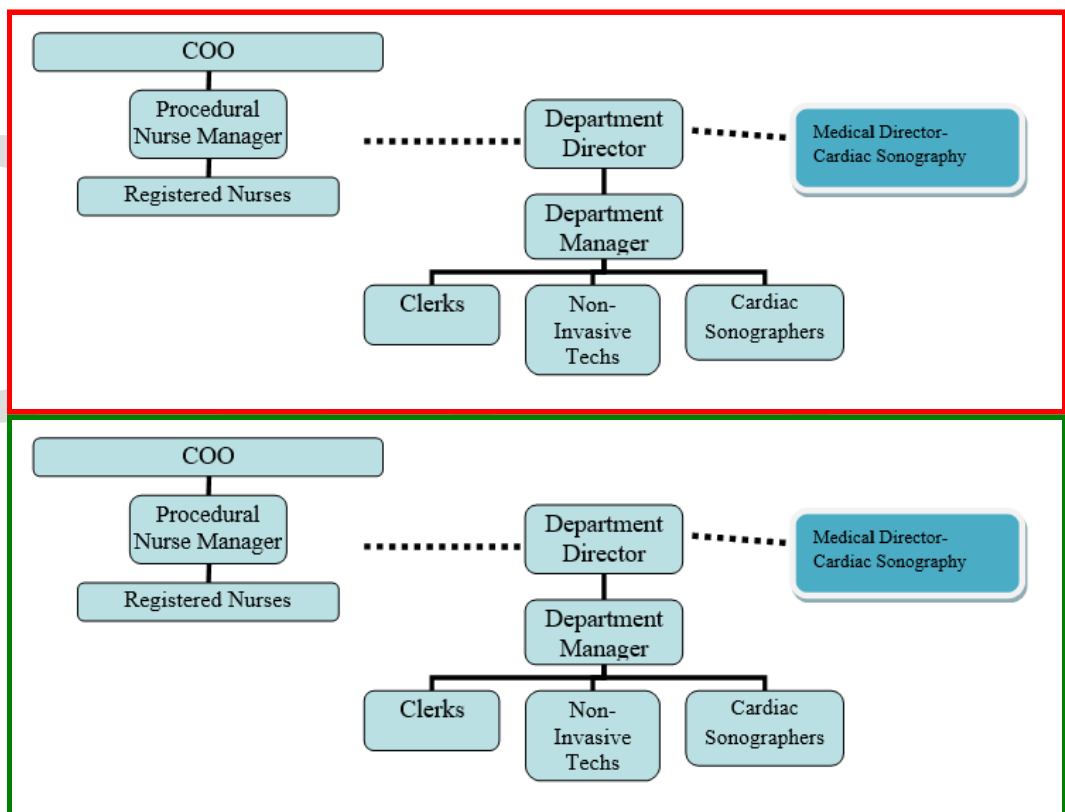 COO
Procedural
Nurse Manager
Registered Nurses
Department
Director
Medical Director-
Cardiac Sonography
Department
Manager
Clerks
Non-
Invasive
Techs
Cardiac
Sonographers
COO
Procedural
Nurse Manager
Registered Nurses
Department
Director
Medical Director-
Cardiac Sonography
Department
Manager
Clerks
Non-
Invasive
Techs
Cardiac
Sonographers